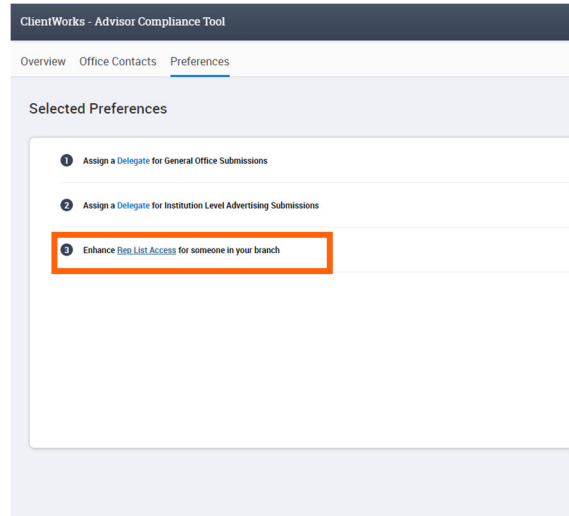 ClientWorks - Advisor Compliance Tool
Overview Office Contacts Preferences
Selected Preferences
1 Assign a Delegate for General Office Submissions
2 Assign a Delegate for Institution Level Advertising Submissions
3 Enhance Rep List Access for someone in your branch